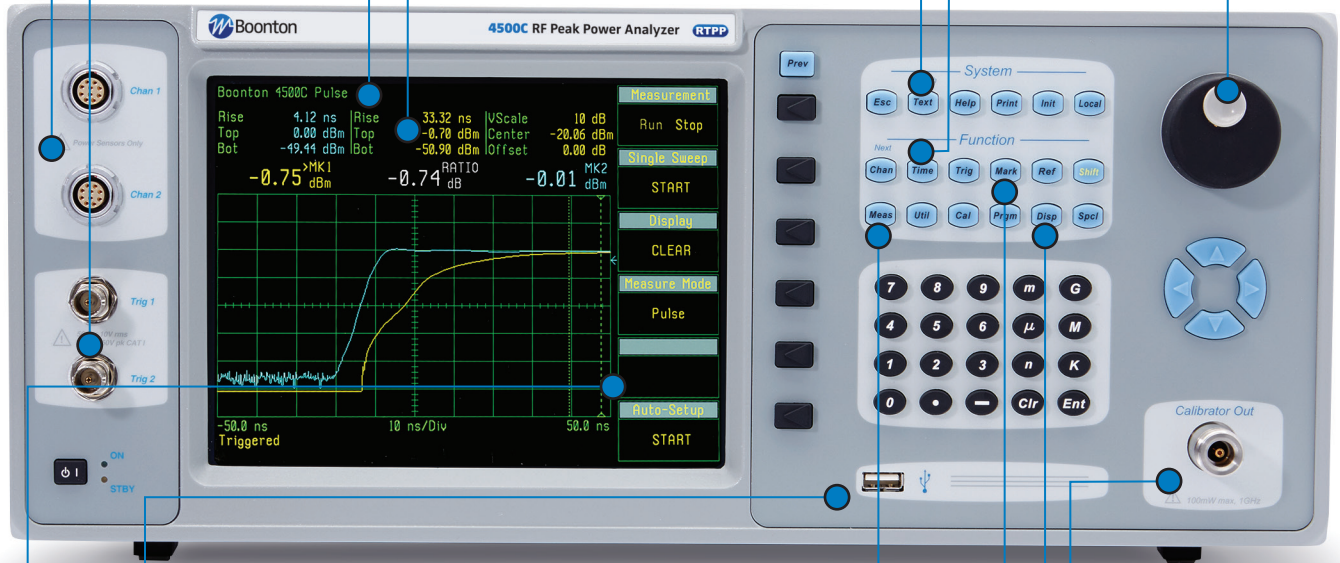 Boonton
4500C RF Peak Power Analyzer RTPP
Chan 1
Power Sensors Only
Chan 2
Trig 1
Trig 2
ON
STBY
Boonton 4500C Pulse
Rise 4.12 ns Rise 33.32 ns VScale 10 dB
Top 0.00 dBm Top -0.70 dBm Center -20.06 dBm
Bot -49.44 dBm Bot -50.90 dBm Offset 0.00 dB
-0.75 >MK1 dBm -0.74 RATIO dB -0.01 MK2 dBm
-50.0 ns 10 ns/Div 50.0 ns
Triggered
Measurement
Run Stop
Single Sweep
START
Display
CLEAR
Measure Mode
Pulse
Auto-Setup
START
Prev
System
Esc Text Help Print Init Local
Function
Next
Chan Time Trig Mark Ref Shift
Meas Util Cal Prgm Disp Spcl
7 8 9 m G
4 5 6 μ M
1 2 3 n K
0 • − Clr Ent
Calibrator Out
100mW max, 1GHz